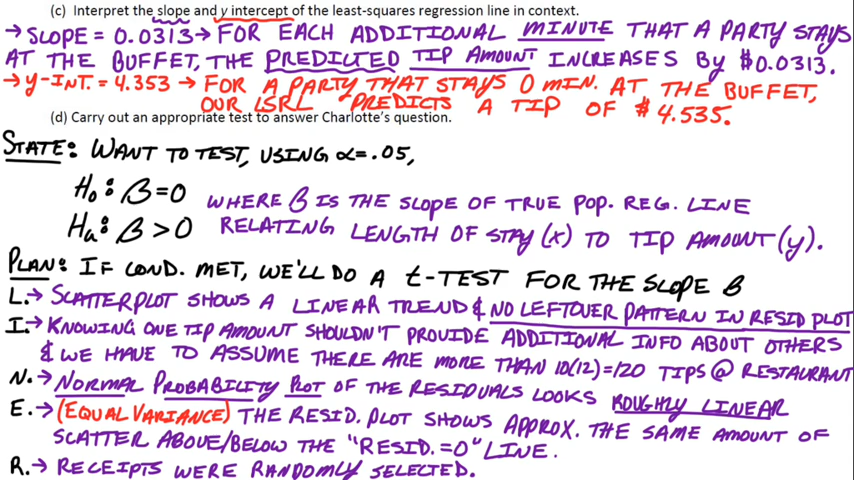 (c) Interpret the slope and y intercept of the least-squares regression line in context.
→ SLOPE = 0.0313 → FOR EACH ADDITIONAL MINUTE THAT A PARTY STAYS
AT THE BUFFET, THE PREDICTED TIP AMOUNT INCREASES BY $0.0313.
→ y-INT. = 4.353 → FOR A PARTY THAT STAYS 0 MIN. AT THE BUFFET,
OUR LSRL PREDICTS A TIP OF $4.535.
(d) Carry out an appropriate test to answer Charlotte's question.
STATE: WANT TO TEST, USING α=.05,
H₀: β=0 WHERE β IS THE SLOPE OF TRUE POP. REG. LINE
Hₐ: β>0 RELATING LENGTH OF STAY (x) TO TIP AMOUNT (y).
PLAN: IF COND. MET, WE'LL DO A t-TEST FOR THE SLOPE β
L. → SCATTERPLOT SHOWS A LINEAR TREND & NO LEFTOVER PATTERN IN RESID PLOT
I. → KNOWING ONE TIP AMOUNT SHOULDN'T PROVIDE ADDITIONAL INFO ABOUT OTHERS
& WE HAVE TO ASSUME THERE ARE MORE THAN 10(12)=120 TIPS @ RESTAURANT
N. → NORMAL PROBABILITY PLOT OF THE RESIDUALS LOOKS ROUGHLY LINEAR
E. → (EQUAL VARIANCE) THE RESID. PLOT SHOWS APPROX. THE SAME AMOUNT OF
SCATTER ABOVE/BELOW THE "RESID.=0" LINE.
R. → RECEIPTS WERE RANDOMLY SELECTED.